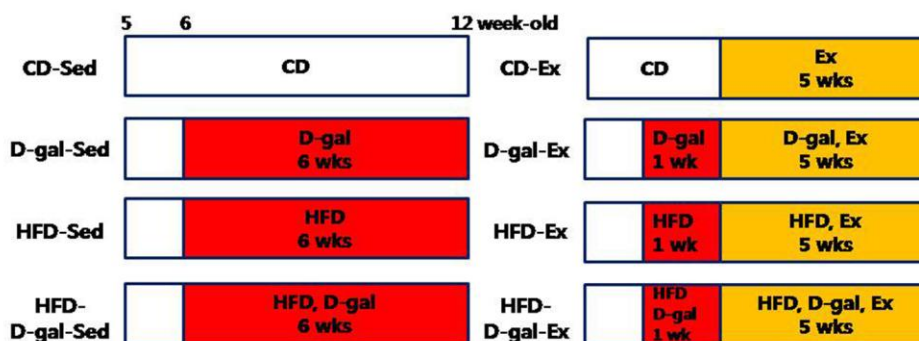 5 6 12 week-old
CD-Sed CD CD-Ex CD Ex
5 wks
D-gal-Sed D-gal
6 wks D-gal-Ex D-gal
1 wk D-gal, Ex
5 wks
HFD-Sed HFD
6 wks HFD-Ex HFD
1 wk HFD, Ex
5 wks
HFD-
D-gal-Sed HFD, D-gal
6 wks HFD-
D-gal-Ex HFD
D-gal
1 wk HFD, D-gal, Ex
5 wks